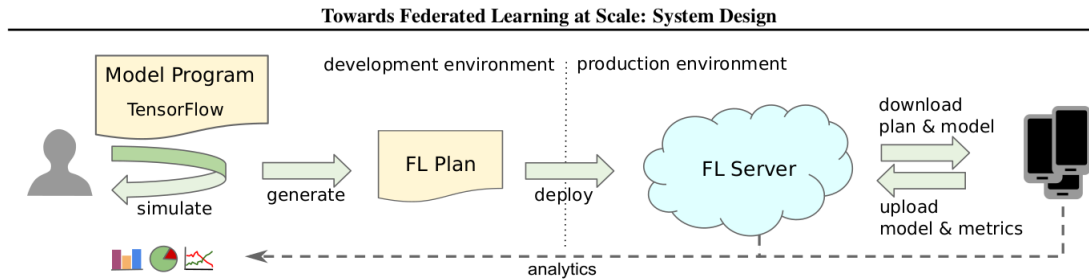 Towards Federated Learning at Scale: System Design
Model Program
TensorFlow
simulate
generate
development environment
production environment
FL Plan
deploy
FL Server
download
plan & model
upload
model & metrics
analytics